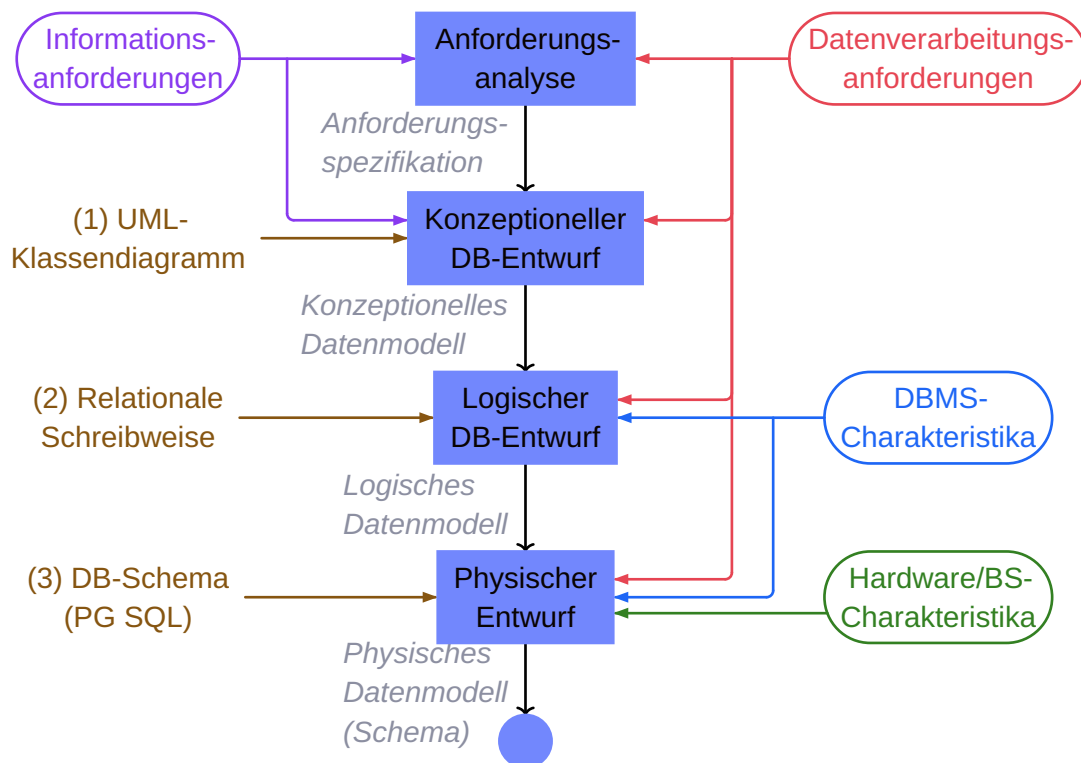 Informations-
anforderungen
Anforderungs-
analyse
Datenverarbeitungs-
anforderungen
Anforderungs-
spezifikation
(1) UML-
Klassendiagramm
Konzeptioneller
DB-Entwurf
Konzeptionelles
Datenmodell
(2) Relationale
Schreibweise
Logischer
DB-Entwurf
DBMS-
Charakteristika
Logisches
Datenmodell
(3) DB-Schema
(PG SQL)
Physischer
Entwurf
Hardware/BS-
Charakteristika
Physisches
Datenmodell
(Schema)